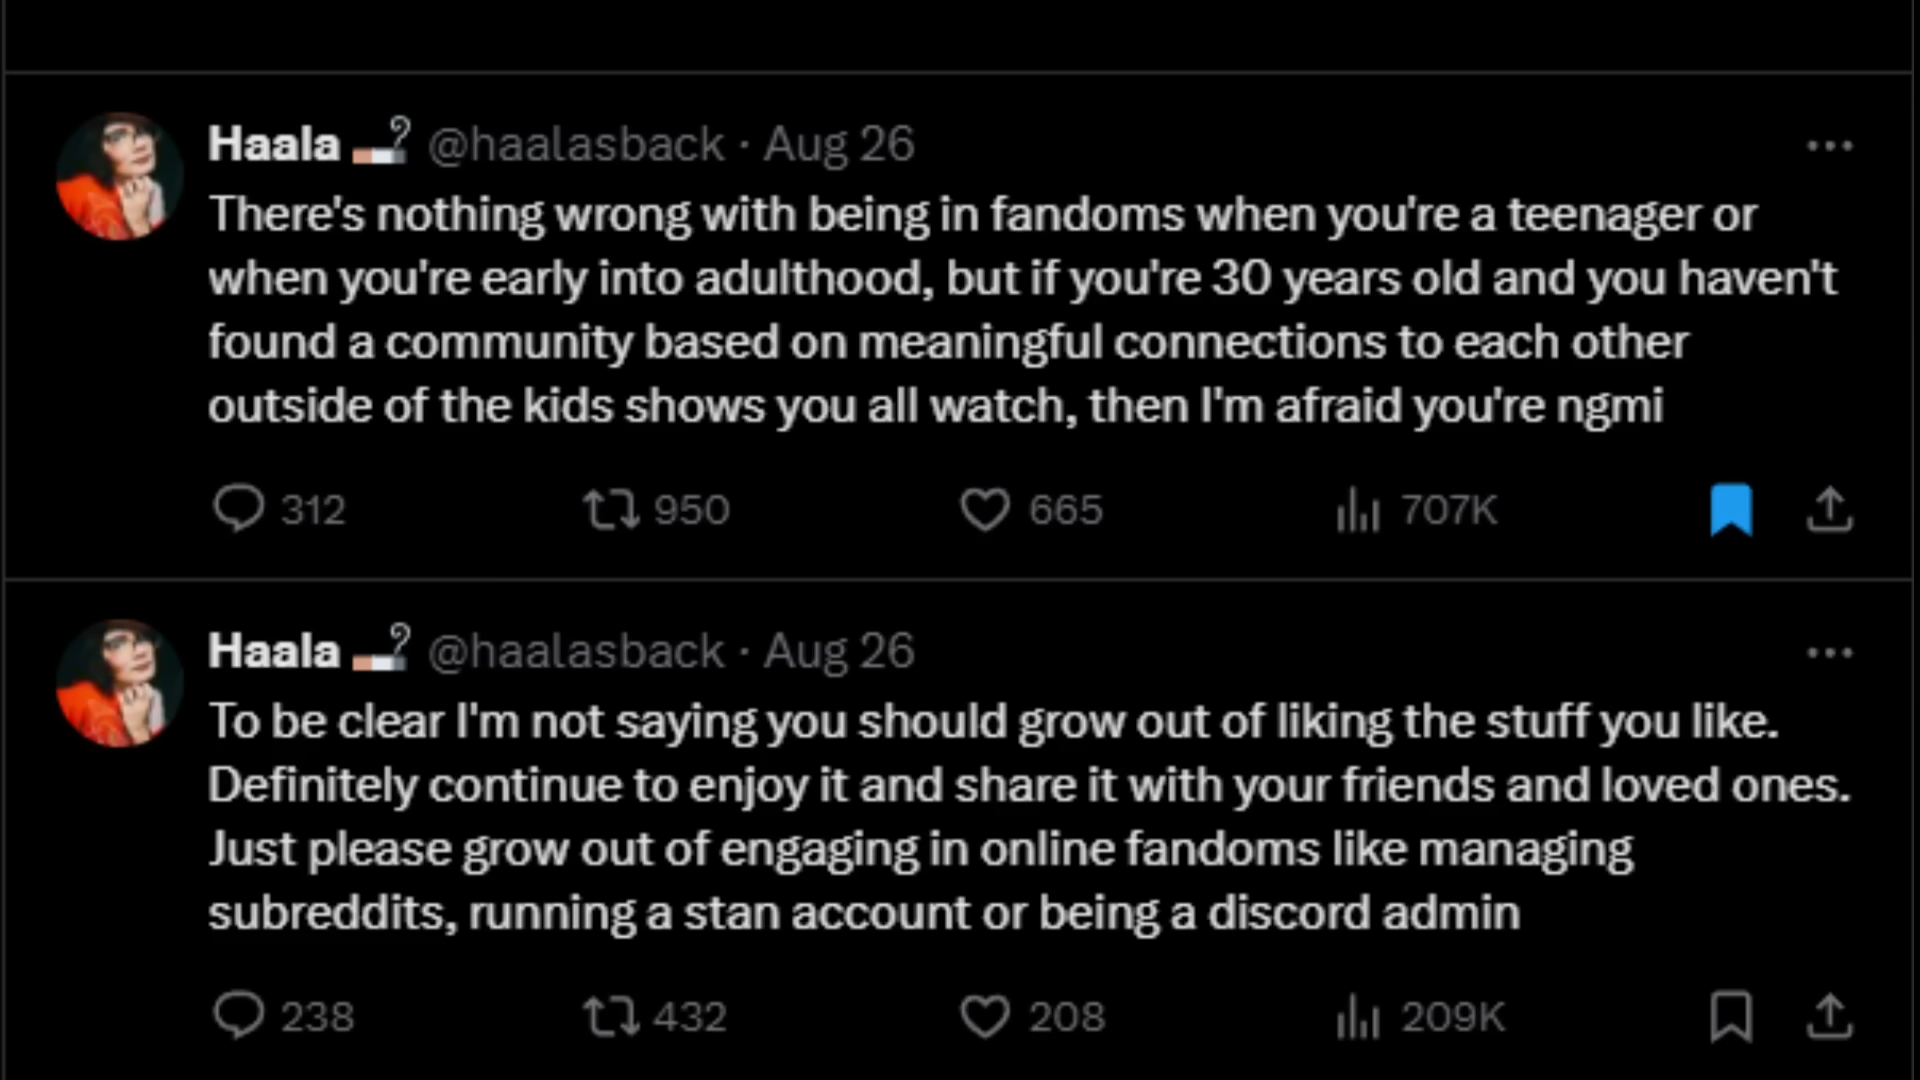 Haala 🚬 @haalasback · Aug 26
There's nothing wrong with being in fandoms when you're a teenager or
when you're early into adulthood, but if you're 30 years old and you haven't
found a community based on meaningful connections to each other
outside of the kids shows you all watch, then I'm afraid you're ngmi
312 950 665 707K
Haala 🚬 @haalasback · Aug 26
To be clear I'm not saying you should grow out of liking the stuff you like.
Definitely continue to enjoy it and share it with your friends and loved ones.
Just please grow out of engaging in online fandoms like managing
subreddits, running a stan account or being a discord admin
238 432 208 209K